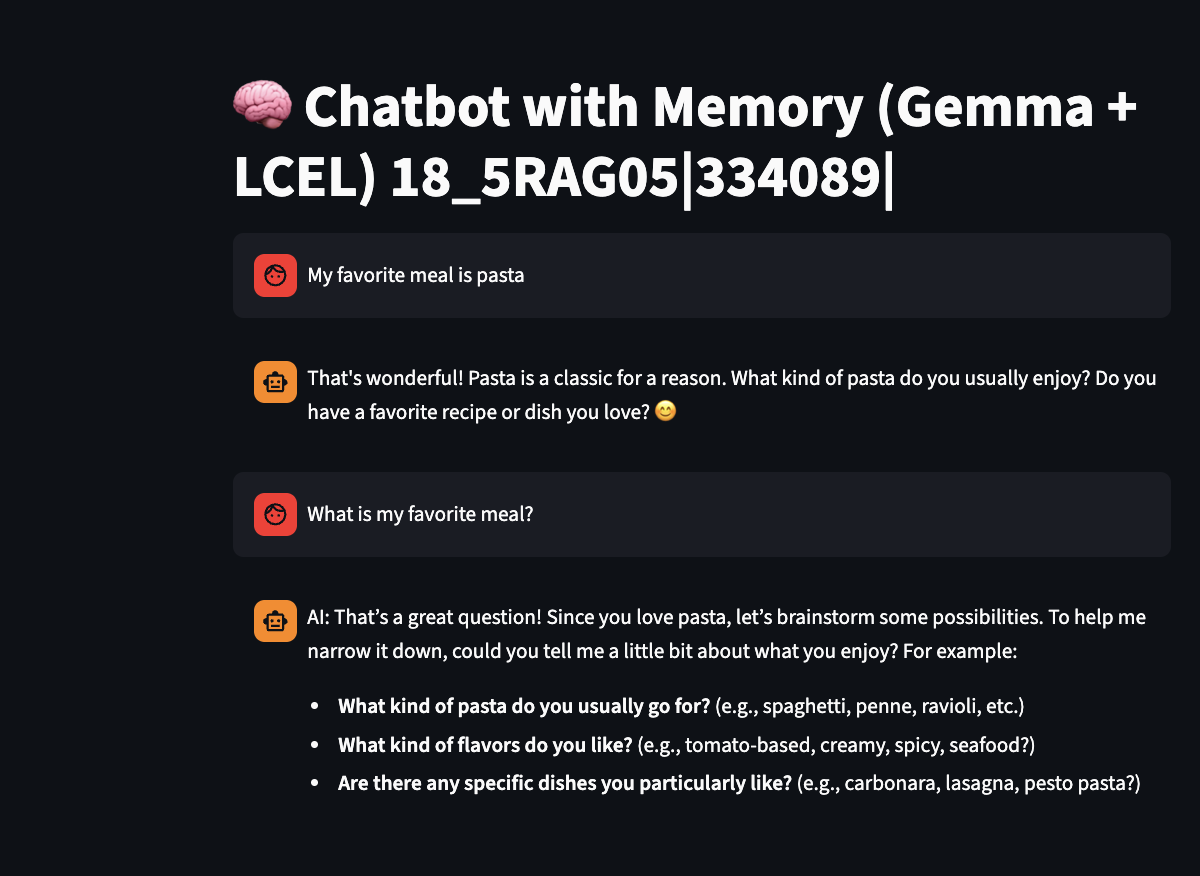 🧠 Chatbot with Memory (Gemma +
LCEL) 18_5RAG05|334089|
My favorite meal is pasta
That's wonderful! Pasta is a classic for a reason. What kind of pasta do you usually enjoy? Do you
have a favorite recipe or dish you love? 😊
What is my favorite meal?
AI: That’s a great question! Since you love pasta, let’s brainstorm some possibilities. To help me
narrow it down, could you tell me a little bit about what you enjoy? For example:
• What kind of pasta do you usually go for? (e.g., spaghetti, penne, ravioli, etc.)
• What kind of flavors do you like? (e.g., tomato-based, creamy, spicy, seafood?)
• Are there any specific dishes you particularly like? (e.g., carbonara, lasagna, pesto pasta?)